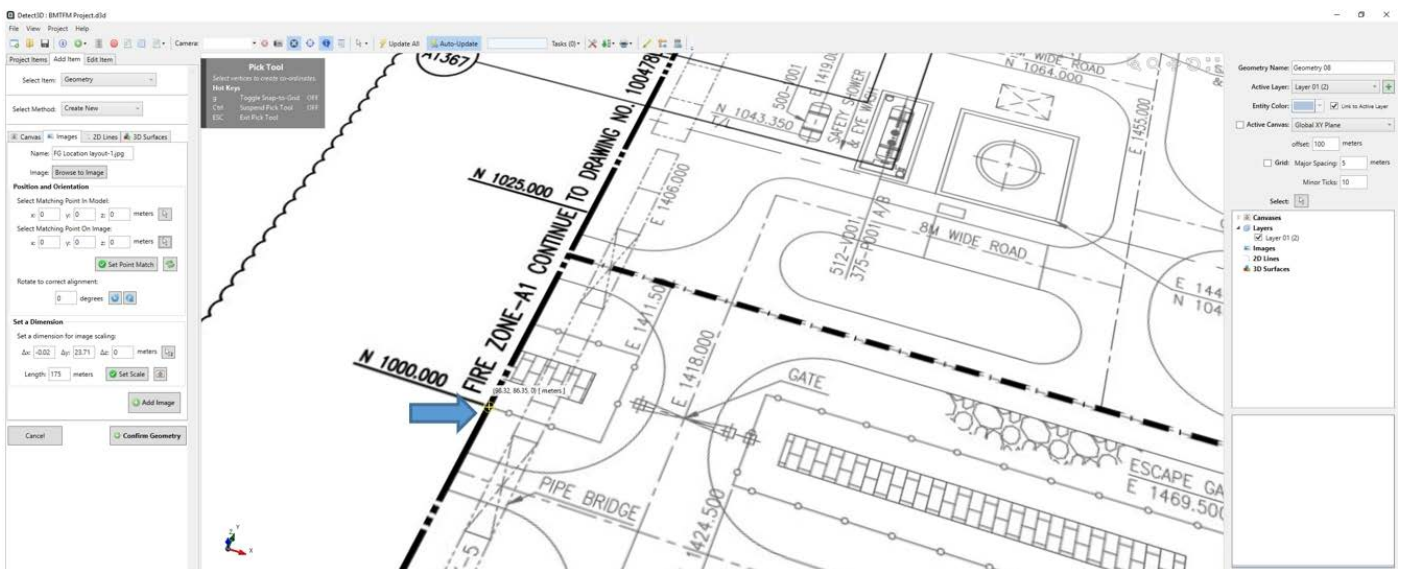 Detect3D : BMTFM Project.d3d
File View Project Help
Camera:
Update All
Auto-Update
Tasks (0)
Project Items Add Item Edit Item
Select Item: Geometry
Select Method: Create New
Canvas Images 2D Lines 3D Surfaces
Name: FG Location layout-1.jpg
Image: Browse to Image
Position and Orientation
Select Matching Point In Model:
x: 0 y: 0 z: 0 meters
Select Matching Point On Image:
x: 0 y: 0 z: 0 meters
Set Point Match
Rotate to correct alignment:
0 degrees
Set a Dimension
Set a dimension for image scaling:
Δx: -0.02 Δy: 23.71 Δz: 0 meters
Length: 175 meters Set Scale
Add Image
Cancel Confirm Geometry
Pick Tool
Select vertices to create co-ordinates.
Hot Keys
g Toggle Snap-to-Grid OFF
Ctrl Suspend Pick Tool OFF
ESC Exit Pick Tool
A1367
N 1025.000
FIRE ZONE-A1 CONTINUE TO DRAWING NO. 100478
N 1000.000
(98.32, 86.35, 0) [ meters ]
N 1043.350
T/L
500-V001
E 1419.0
SAFETY SHOWER
& EYE WASH
M WIDE ROAD
N 1064.000
E 1455.000
E 1406.000
512-V001
375-P001 A/B
8M WIDE ROAD
E 144
N 104
E 1411.50
E 1418.000
GATE
PIPE BRIDGE
E 1424.500
ESCAPE GA
E 1469.500
Y
Z
X
Geometry Name: Geometry 08
Active Layer: Layer 01 (2)
Entity Color: Link to Active Layer
Active Canvas: Global XY Plane
offset: 100 meters
Grid: Major Spacing: 5 meters
Minor Ticks: 10
Select:
Canvases
Layers
Layer 01 (2)
Images
2D Lines
3D Surfaces